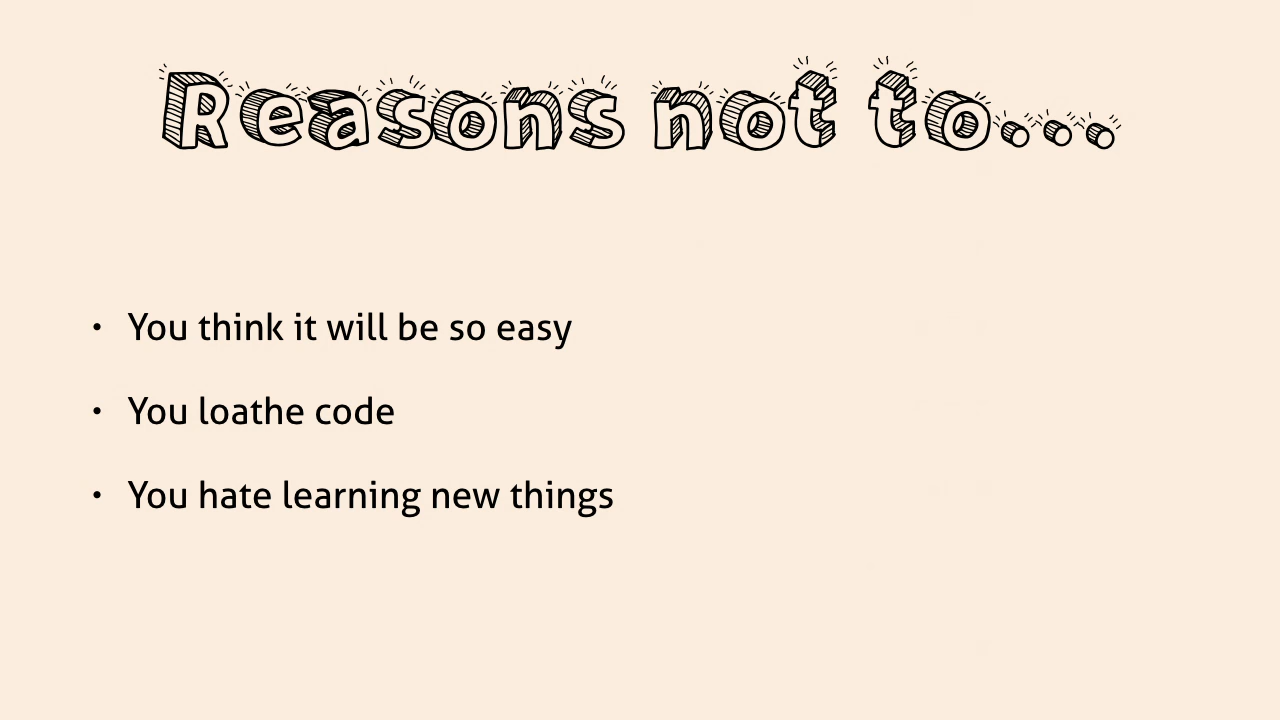 Reasons not to...
• You think it will be so easy
• You loathe code
• You hate learning new things